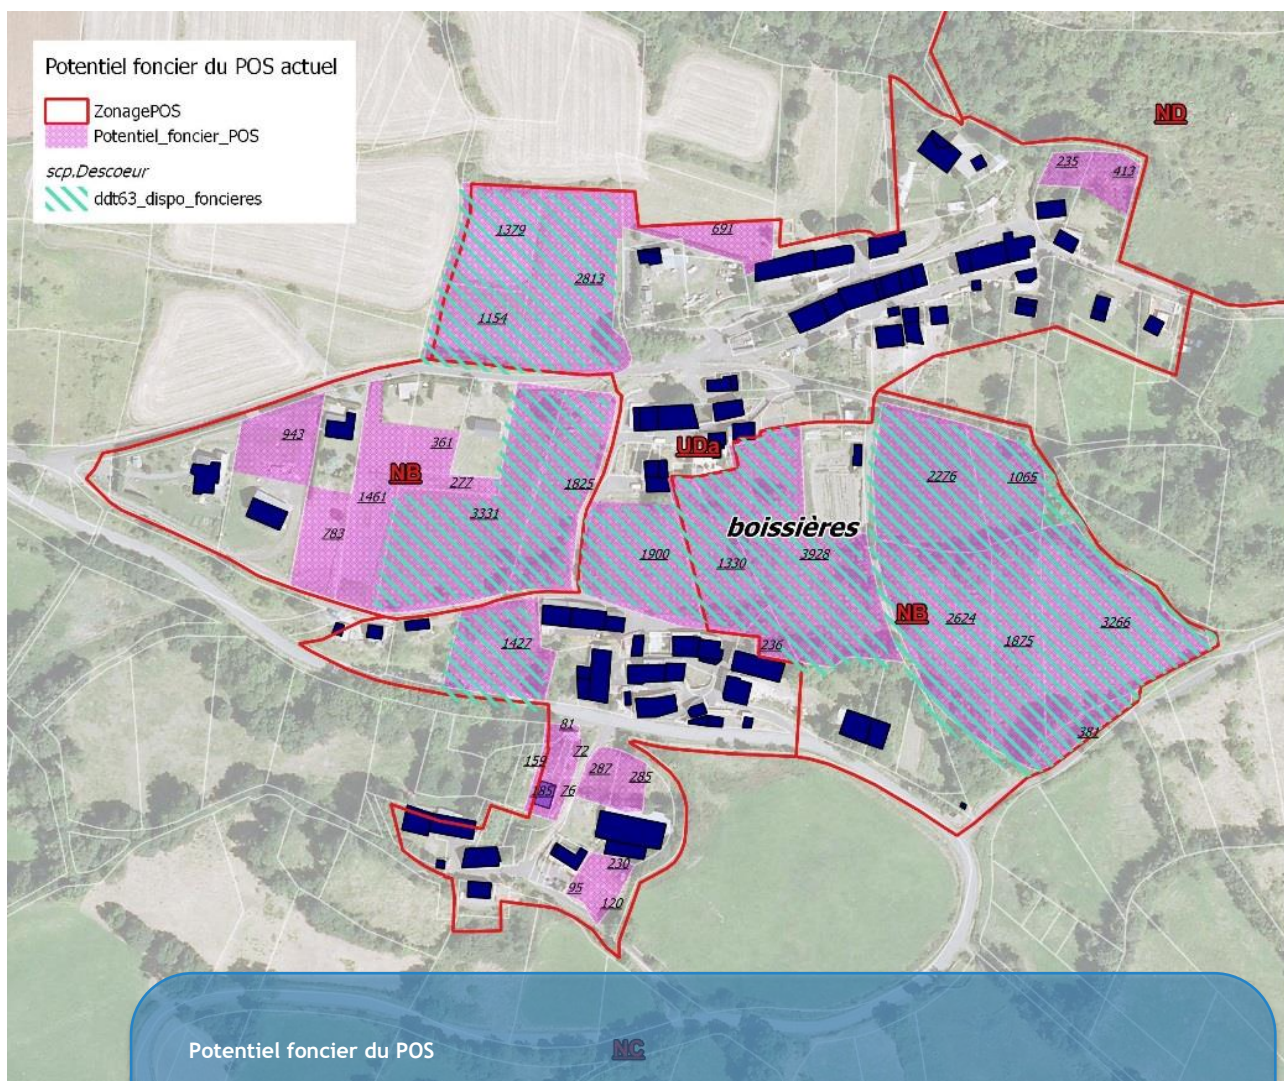 Potentiel foncier du POS actuel
ZonagePOS
Potentiel_foncier_POS
scp.Descoeur
ddt63_dispo_foncieres
ND
235
413
1379
691
2813
1154
943
361
NB
UDa
277
1461
1825
3331
783
2276
1065
boissières
1900
1330
3928
NB
2624
1875
3266
1427
236
381
81
72
159
287
285
185
76
230
95
120
Potentiel foncier du POS
NC